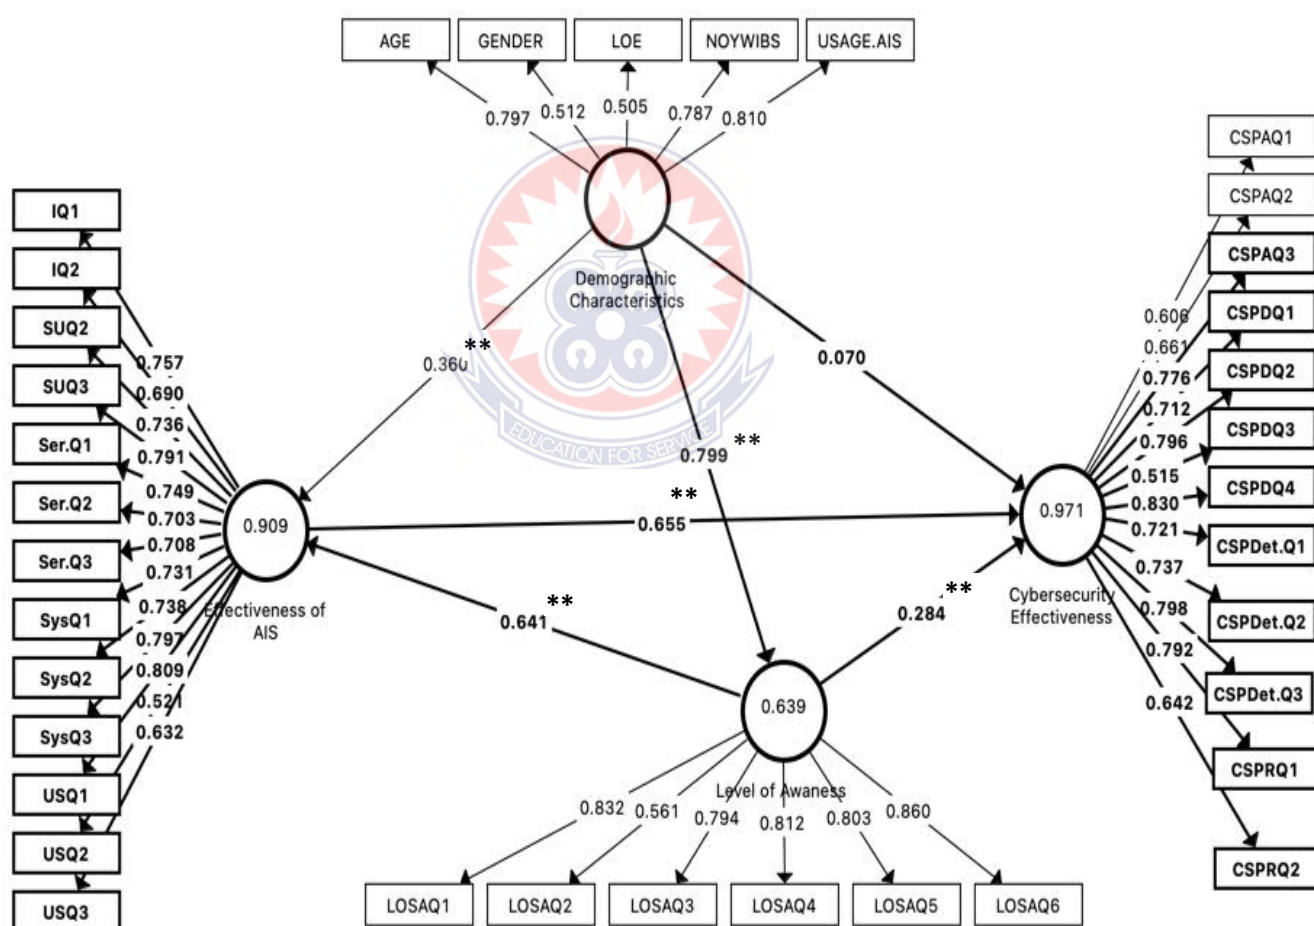 AGE
GENDER
LOE
NOYWIBS
USAGE.AIS
0.797
0.512
0.505
0.787
0.810
Demographic
Characteristics
IQ1
IQ2
SUQ2
SUQ3
Ser.Q1
Ser.Q2
Ser.Q3
SysQ1
SysQ2
SysQ3
USQ1
USQ2
USQ3
0.757
0.690
0.736
0.791
0.749
0.703
0.708
0.731
0.738
0.797
0.809
0.521
0.632
0.909
Effectiveness of
AIS
0.360
**
0.799
**
0.070
**
0.655
0.641
**
0.284
**
EDUCATION FOR SERVICE
CSPAQ1
CSPAQ2
CSPAQ3
CSPDQ1
CSPDQ2
CSPDQ3
CSPDQ4
CSPDet.Q1
CSPDet.Q2
CSPDet.Q3
CSPRQ1
CSPRQ2
0.606
0.661
0.776
0.712
0.796
0.515
0.830
0.721
0.737
0.798
0.792
0.642
0.971
Cybersecurity
Effectiveness
0.639
Level of Awaness
0.832
0.561
0.794
0.812
0.803
0.860
LOSAQ1
LOSAQ2
LOSAQ3
LOSAQ4
LOSAQ5
LOSAQ6